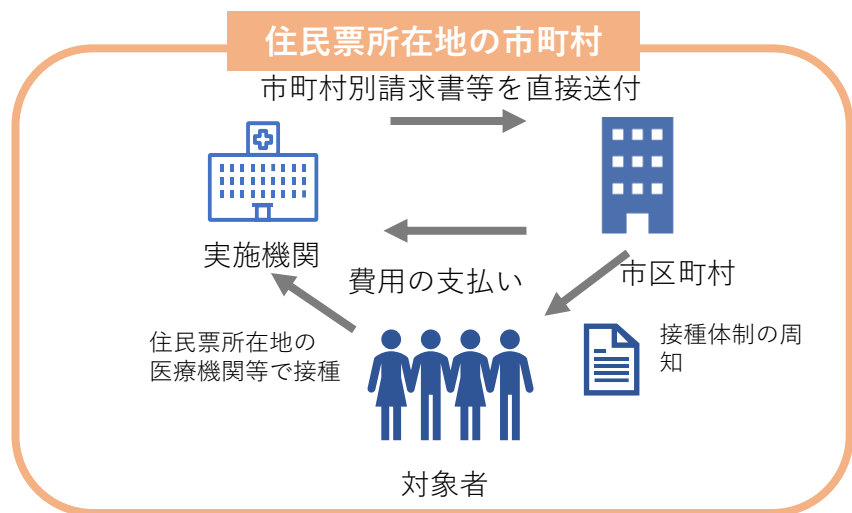 住民票所在地の市町村
市町村別請求書等を直接送付
実施機関
市区町村
費用の支払い
住民票所在地の
医療機関等で接種
接種体制の周
知
対象者